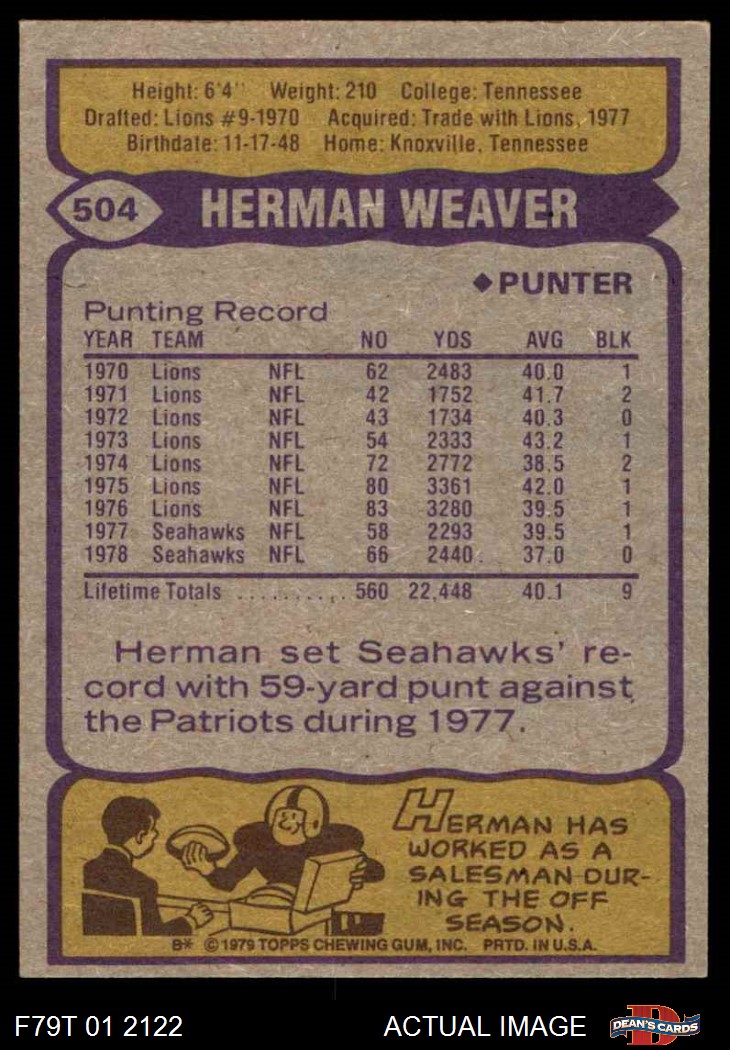 Height: 6'4" Weight: 210 College: Tennessee
Drafted: Lions #9-1970 Acquired: Trade with Lions, 1977
Birthdate: 11-17-48 Home: Knoxville, Tennessee
504 HERMAN WEAVER
◆PUNTER
Punting Record
YEAR TEAM NO YDS AVG BLK
1970 Lions NFL 62 2483 40.0 1
1971 Lions NFL 42 1752 41.7 2
1972 Lions NFL 43 1734 40.3 0
1973 Lions NFL 54 2333 43.2 1
1974 Lions NFL 72 2772 38.5 2
1975 Lions NFL 80 3361 42.0 1
1976 Lions NFL 83 3280 39.5 1
1977 Seahawks NFL 58 2293 39.5 1
1978 Seahawks NFL 66 2440 37.0 0
Lifetime Totals .......... 560 22,448 40.1 9
Herman set Seahawks' re-
cord with 59-yard punt against
the Patriots during 1977.
HERMAN HAS
WORKED AS A
SALESMAN DUR-
ING THE OFF
SEASON.
B* ©1979 TOPPS CHEWING GUM, INC. PRTD. IN U.S.A.
F79T 01 2122 ACTUAL IMAGE D DEAN'S CARDS